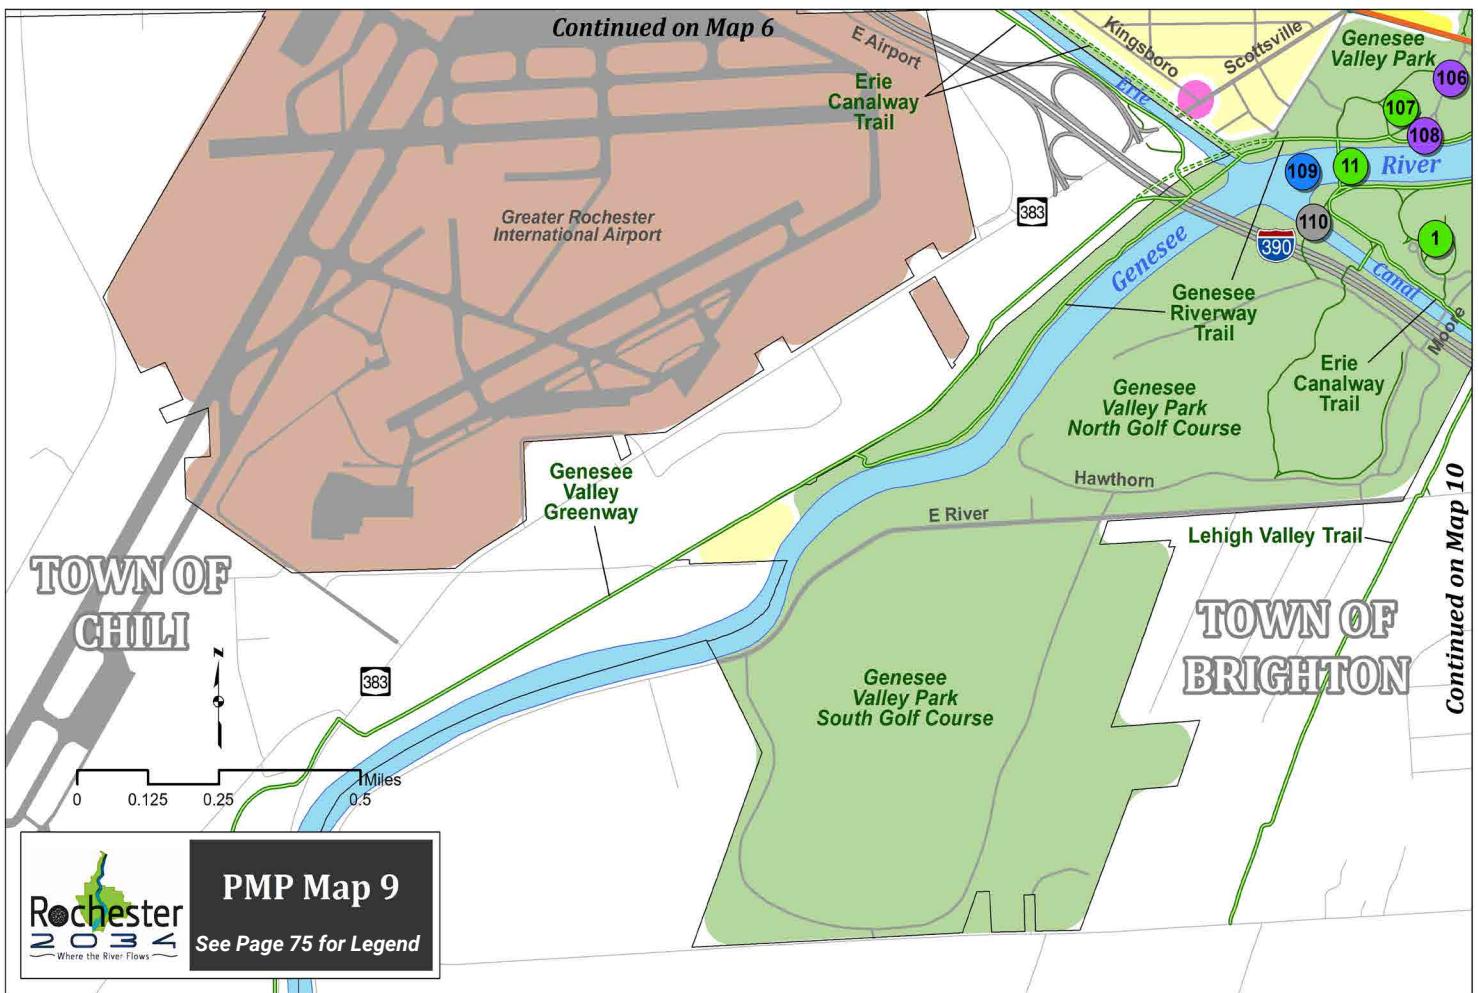 Continued on Map 6
E Airport
Kingsboro
Scottsville
Genesee
Valley Park
106
107
108
Erie
Canalway
Trail
Erie
River
109
11
110
1
383
390
Greater Rochester
International Airport
Genesee
Canal
Genesee
Riverway
Trail
Moore
Erie
Canalway
Trail
Genesee
Valley Park
North Golf Course
Hawthorn
Genesee
Valley
Greenway
E River
Lehigh Valley Trail
Continued on Map 10
TOWN OF
CHILI
TOWN OF
BRIGHTON
z
383
Genesee
Valley Park
South Golf Course
Miles
0
0.125
0.25
0.5
Rochester
2034
Where the River Flows
PMP Map 9
See Page 75 for Legend